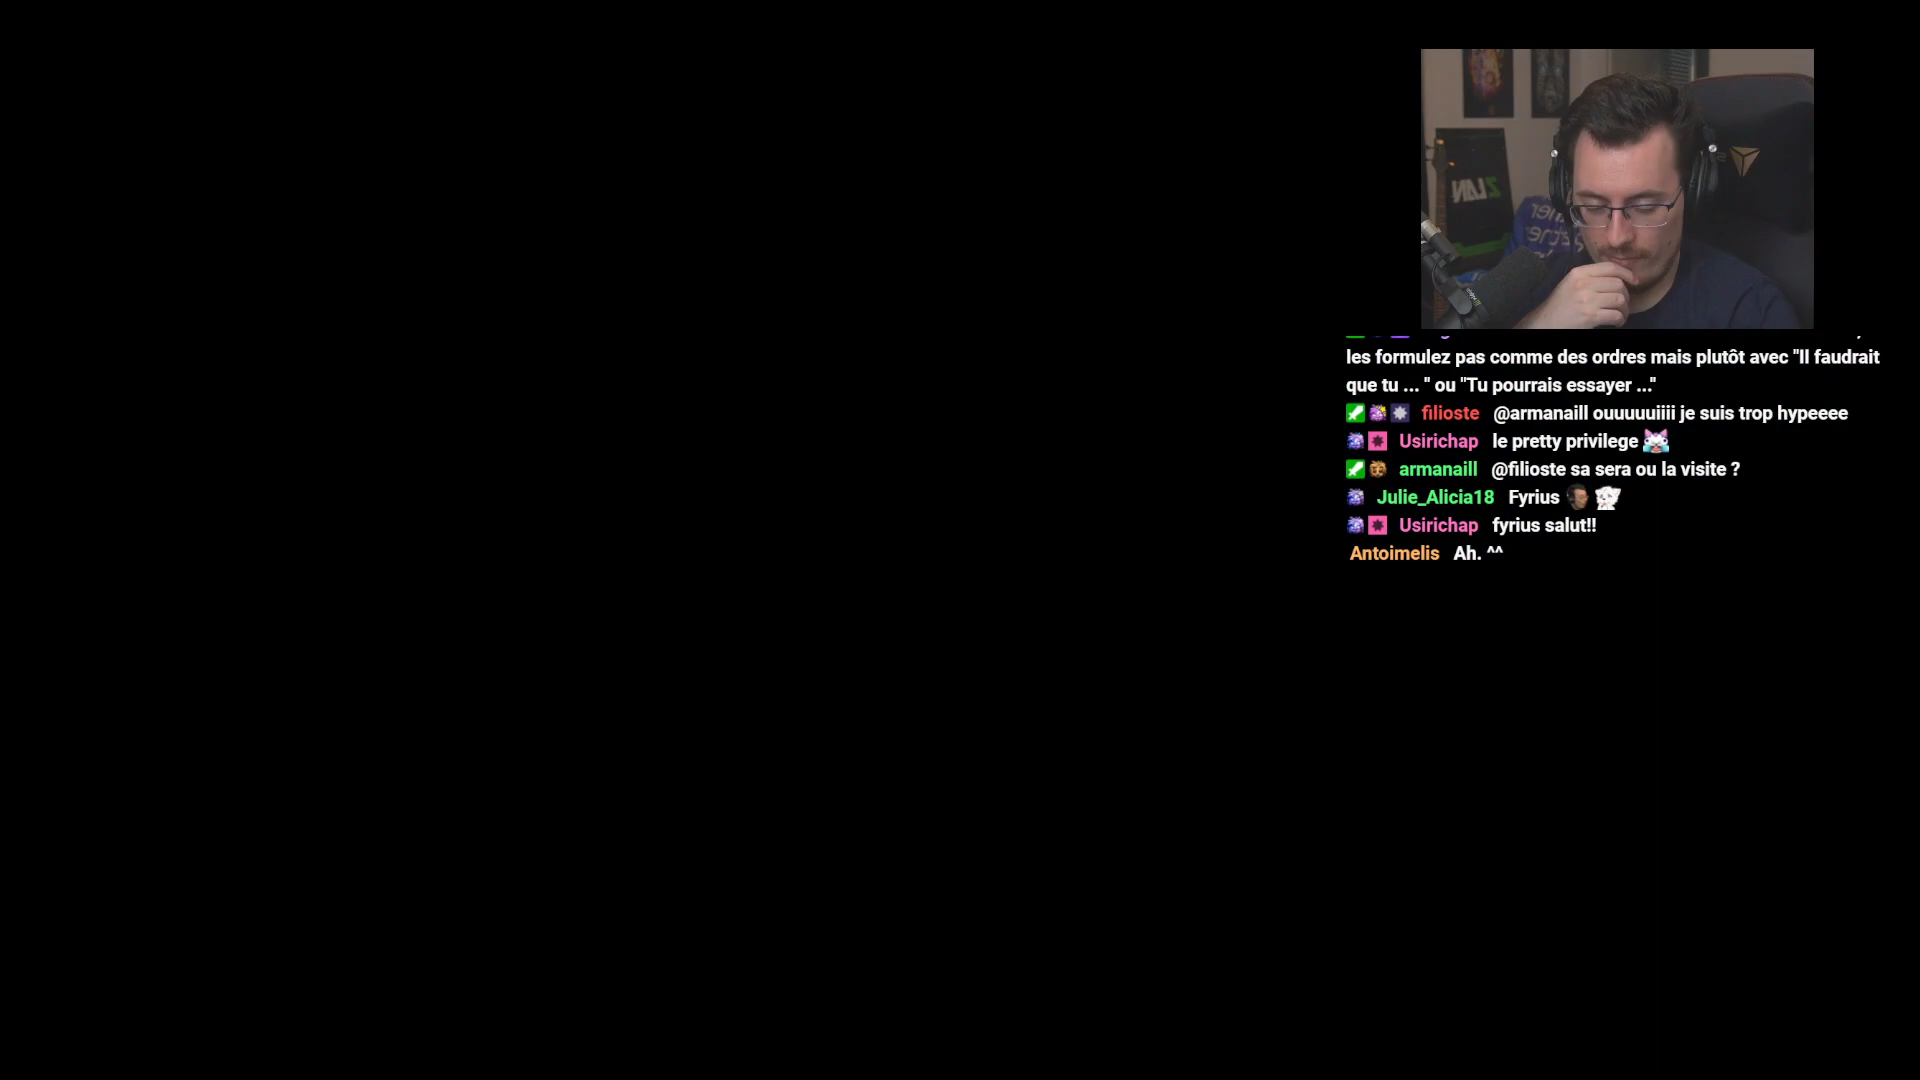 ZLAN
les formulez pas comme des ordres mais plutôt avec "Il faudrait
que tu ... " ou "Tu pourrais essayer ..."
filioste @armanaill ouuuuuiiii je suis trop hypeeee
Usirichap le pretty privilege
armanaill @filioste sa sera ou la visite ?
Julie_Alicia18 Fyrius
Usirichap fyrius salut!!
Antoimelis Ah. ^^